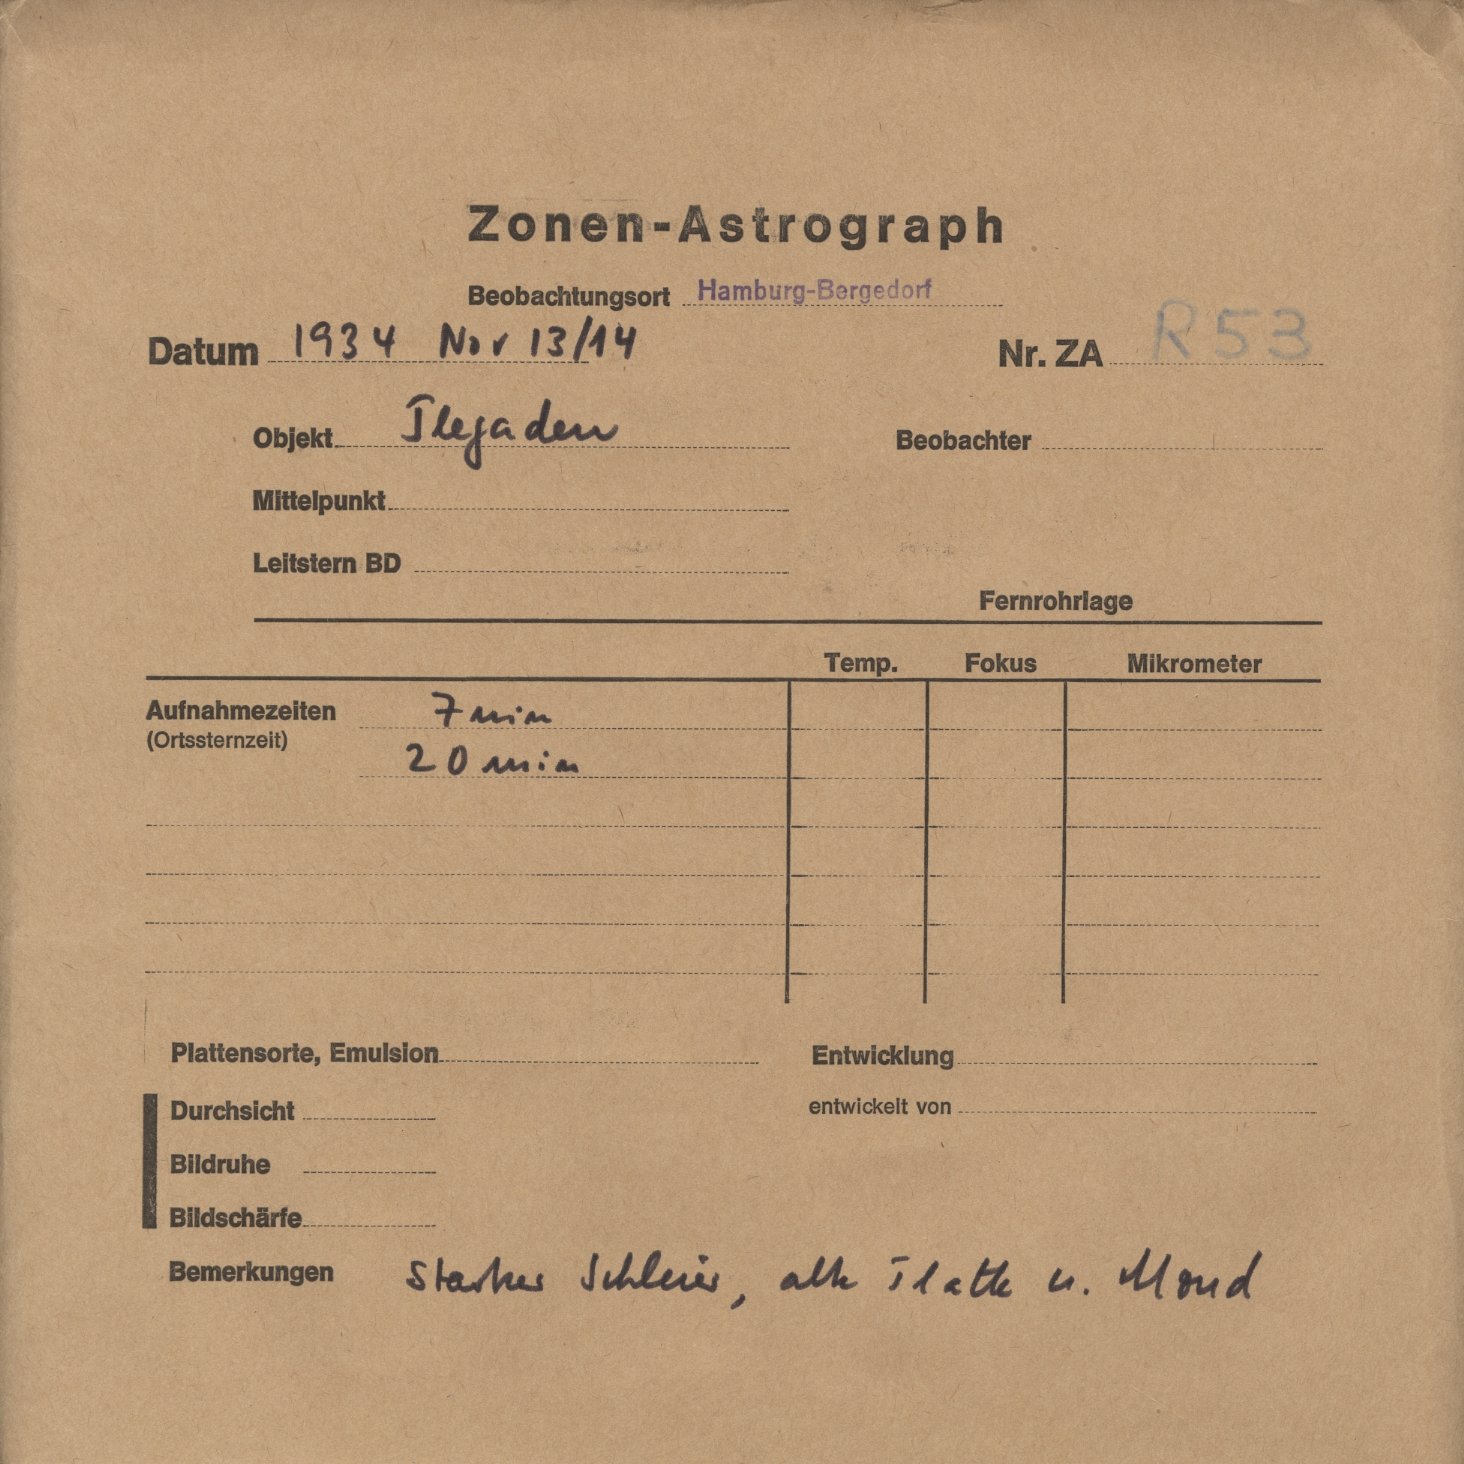 Zonen-Astrograph
Beobachtungsort Hamburg-Bergedorf
Datum 1934 Nov 13/14 Nr. ZA R53
Objekt Plejaden Beobachter
Mittelpunkt
Leitstern BD
Fernrohrlage
Temp. Fokus Mikrometer
Aufnahmezeiten 7 min
(Ortssternzeit)
20 min
Plattensorte, Emulsion Entwicklung
Durchsicht entwickelt von
Bildruhe
Bildschärfe
Bemerkungen Starker Schleier, alte Platte u. Mond